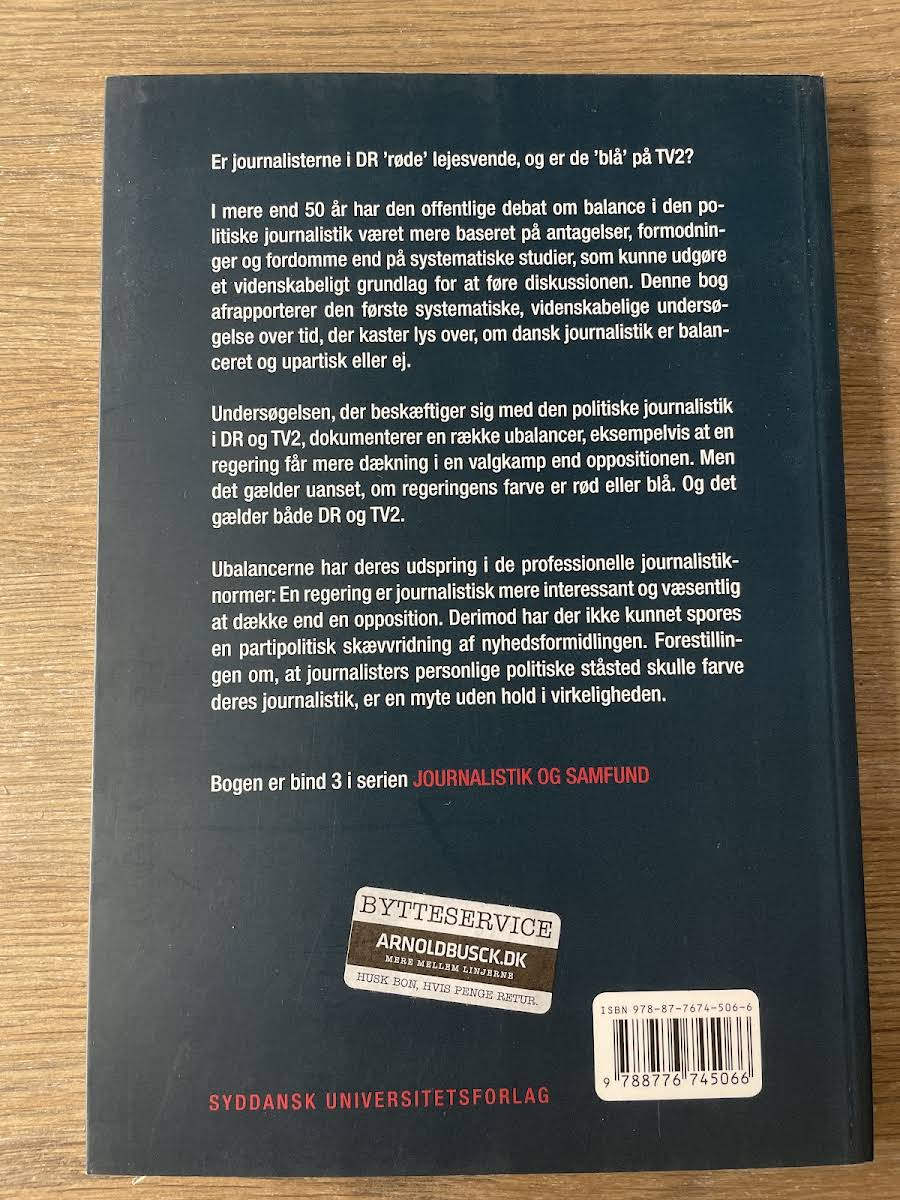 Er journalisterne i DR ’røde’ lejesvende, og er de ’blå’ på TV2?
I mere end 50 år har den offentlige debat om balance i den po-
litiske journalistik været mere baseret på antagelser, formodnin-
ger og fordomme end på systematiske studier, som kunne udgøre
et videnskabeligt grundlag for at føre diskussionen. Denne bog
afrapporterer den første systematiske, videnskabelige undersø-
gelse over tid, der kaster lys over, om dansk journalistik er balan-
ceret og upartisk eller ej.
Undersøgelsen, der beskæftiger sig med den politiske journalistik
i DR og TV2, dokumenterer en række ubalancer, eksempelvis at en
regering får mere dækning i en valgkamp end oppositionen. Men
det gælder uanset, om regeringens farve er rød eller blå. Og det
gælder både DR og TV2.
Ubalancerne har deres udspring i de professionelle journalistik-
normer: En regering er journalistisk mere interessant og væsentlig
at dække end en opposition. Derimod har der ikke kunnet spores
en partipolitisk skævvridning af nyhedsformidlingen. Forestillin-
gen om, at journalisters personlige politiske ståsted skulle farve
deres journalistik, er en myte uden hold i virkeligheden.
Bogen er bind 3 i serien JOURNALISTIK OG SAMFUND
BYTTESERVICE
ARNOLDBUSCK.DK
MERE MELLEM LINJERNE
HUSK BON, HVIS PENGE RETUR.
ISBN 978-87-7674-506-6
9 788776 745066
SYDDANSK UNIVERSITETSFORLAG